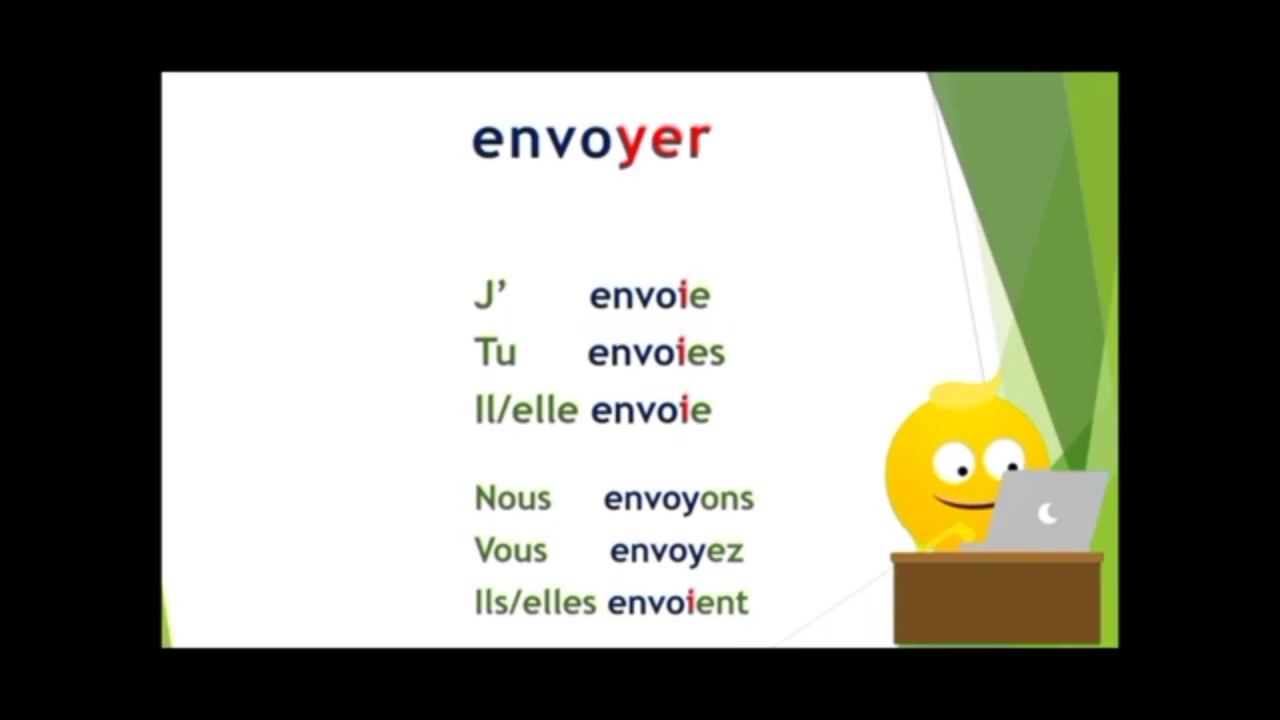 envoyer
J’ envoie
Tu envoies
Il/elle envoie
Nous envoyons
Vous envoyez
Ils/elles envoient